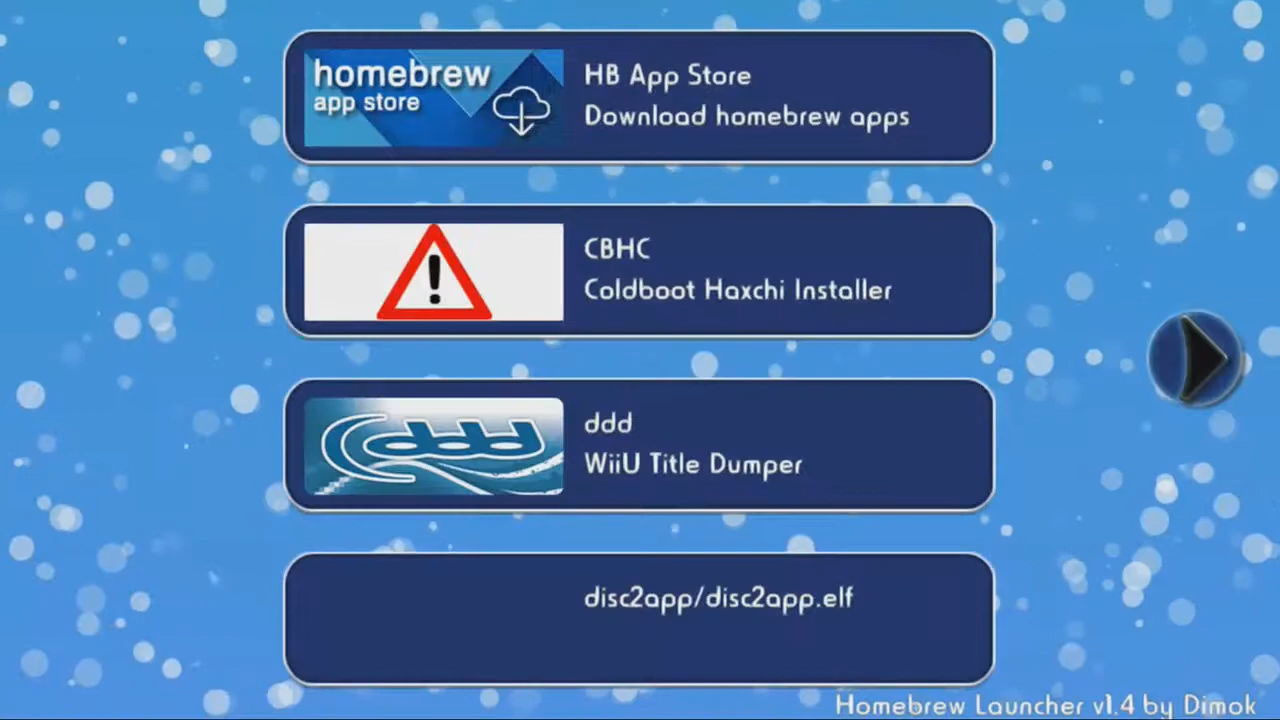 homebrew
app store
HB App Store
Download homebrew apps
CBHC
Coldboot Haxchi Installer
ddd
ddd
WiiU Title Dumper
disc2app/disc2app.elf
Homebrew Launcher v1.4 by Dimok